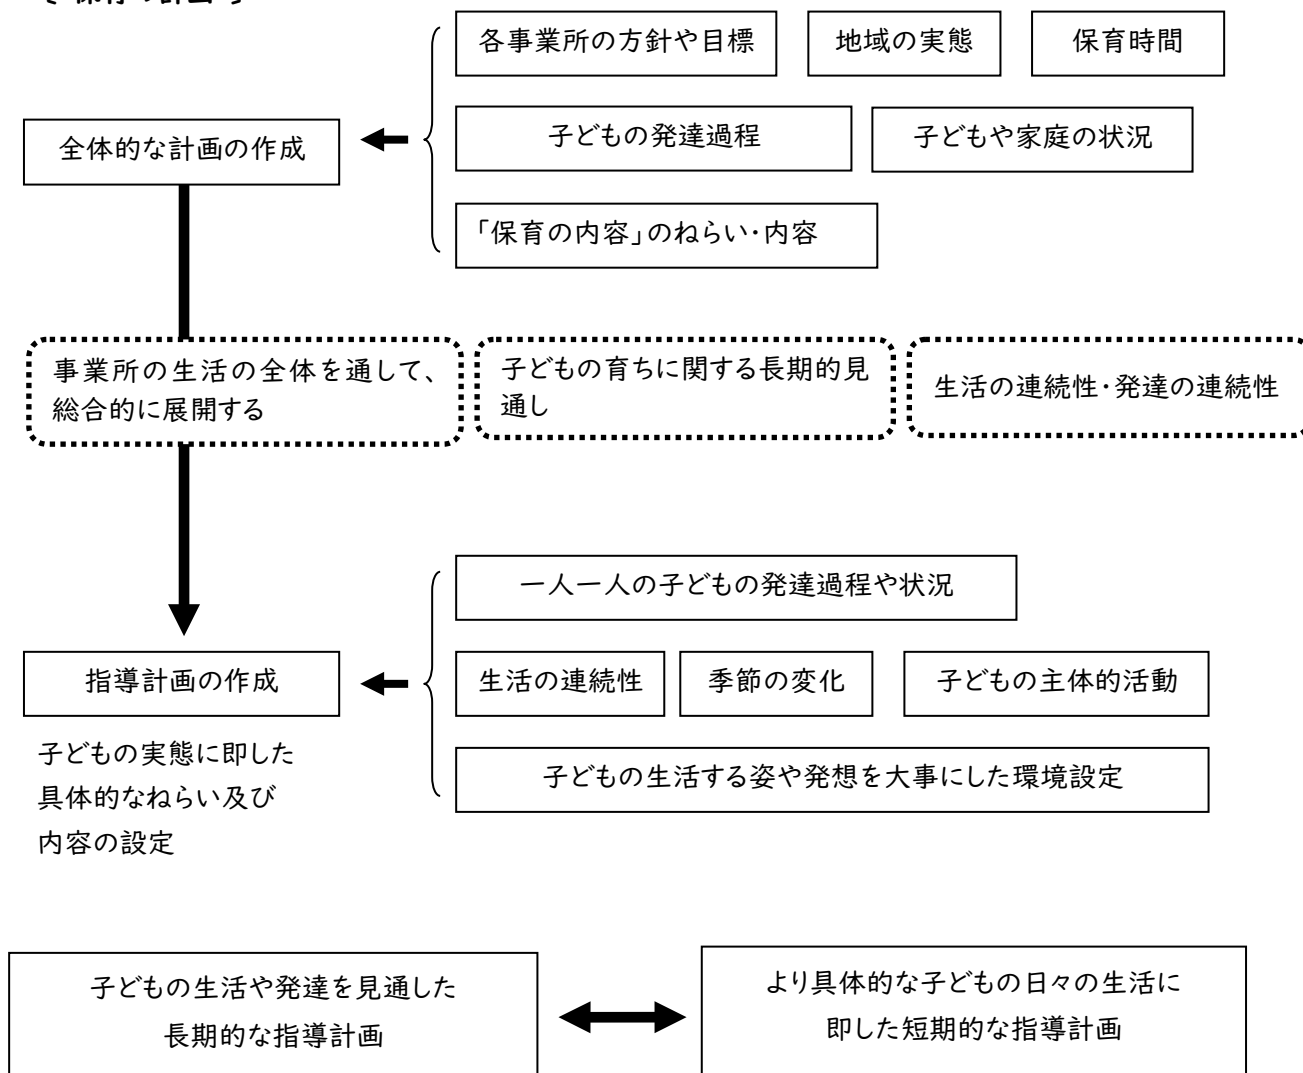 保育の計画
各事業所の方針や目標
地域の実態
保育時間
全体的な計画の作成
子どもの発達過程
子どもや家庭の状況
「保育の内容」のねらい・内容
事業所の生活の全体を通して、
総合的に展開する
子どもの育ちに関する長期的見
通し
生活の連続性・発達の連続性
一人一人の子どもの発達過程や状況
指導計画の作成
生活の連続性
季節の変化
子どもの主体的活動
子どもの実態に即した
具体的なねらい及び
内容の設定
子どもの生活する姿や発想を大事にした環境設定
子どもの生活や発達を見通した
長期的な指導計画
より具体的な子どもの日々の生活に
即した短期的な指導計画